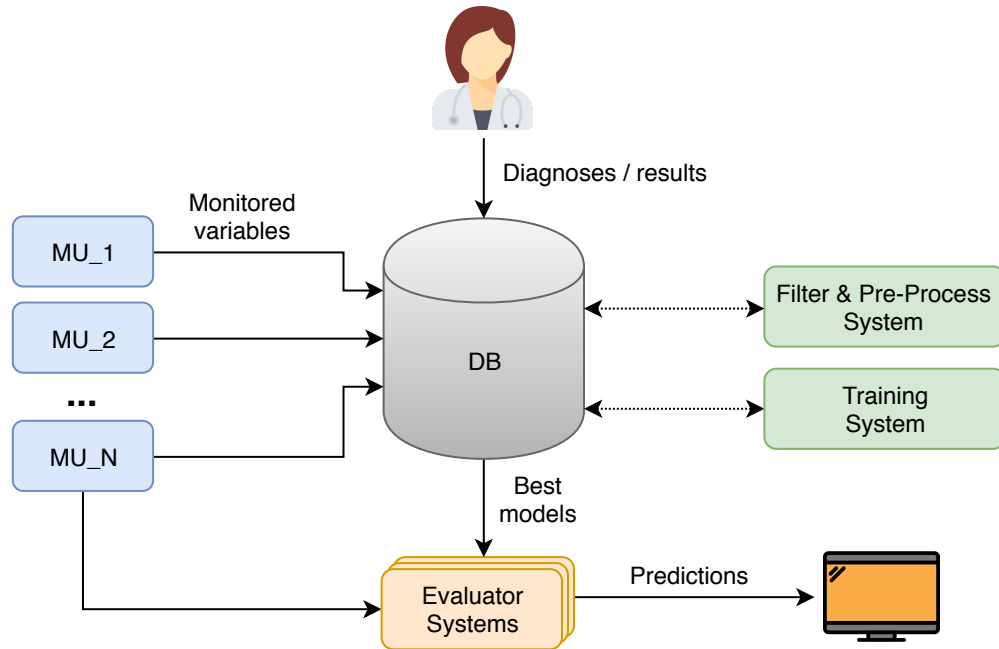 Diagnoses / results
Monitored
variables
MU_1
MU_2
...
MU_N
DB
Filter & Pre-Process
System
Training
System
Best
models
Evaluator
Systems
Predictions